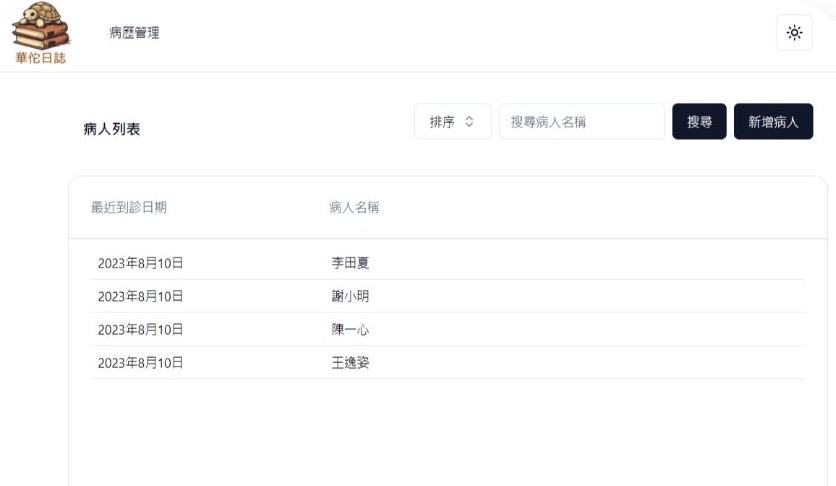 華佗日誌
病歷管理
病人列表
排序
搜尋病人名稱
搜尋
新增病人
最近到診日期 病人名稱
2023年8月10日 李田夏
2023年8月10日 謝小明
2023年8月10日 陳一心
2023年8月10日 王逸姿